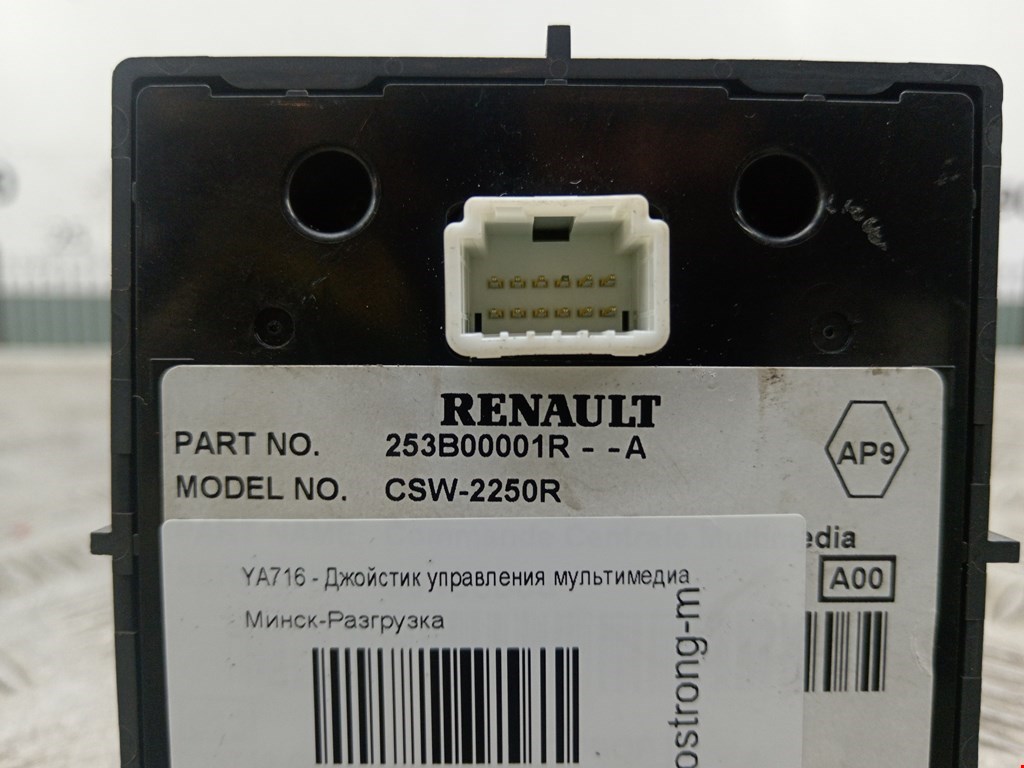 RENAULT
PART NO. 253B00001R - -A
MODEL NO. CSW-2250R
AP9
edia
A00
YA716 - Джойстик управления мультимедиа
Минск-Разгрузка
ostrong-m